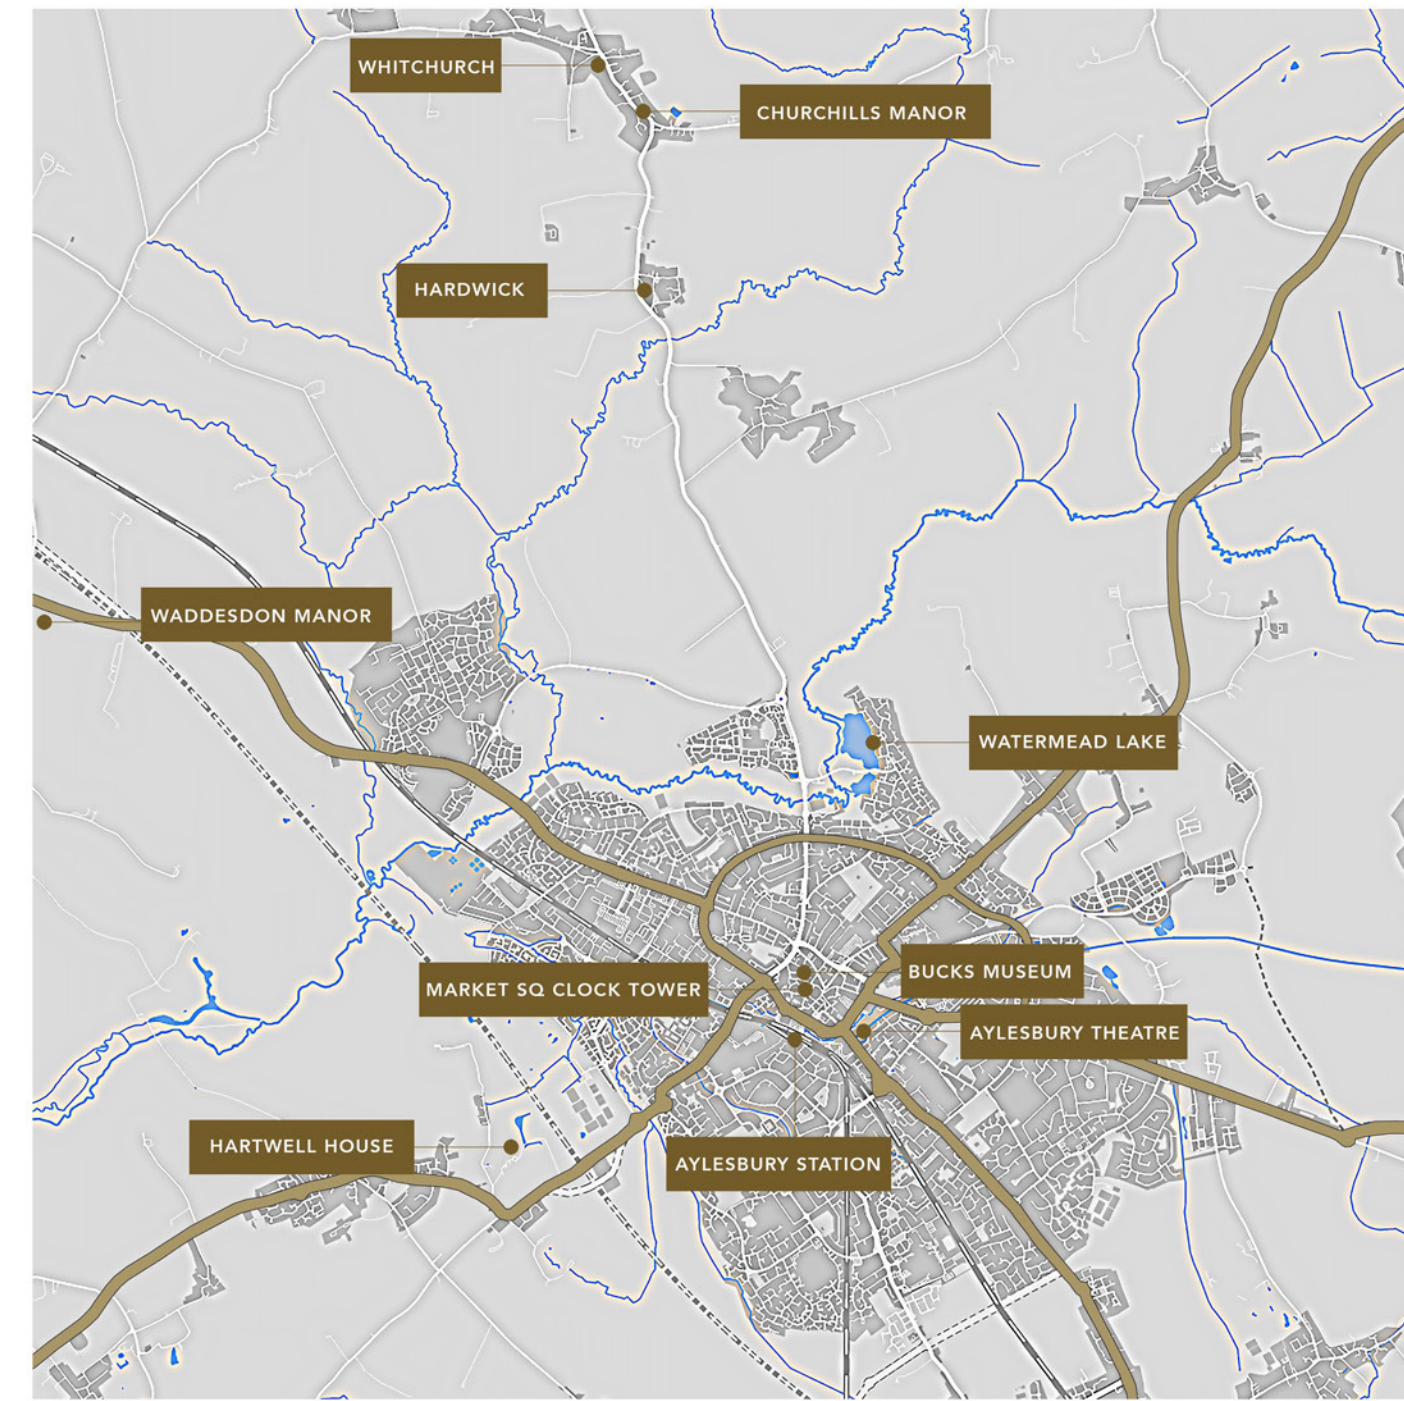 WHITCHURCH
CHURCHILLS MANOR
HARDWICK
WADDESDON MANOR
WATERMEAD LAKE
BUCKS MUSEUM
MARKET SQ CLOCK TOWER
AYLESBURY THEATRE
HARTWELL HOUSE
AYLESBURY STATION